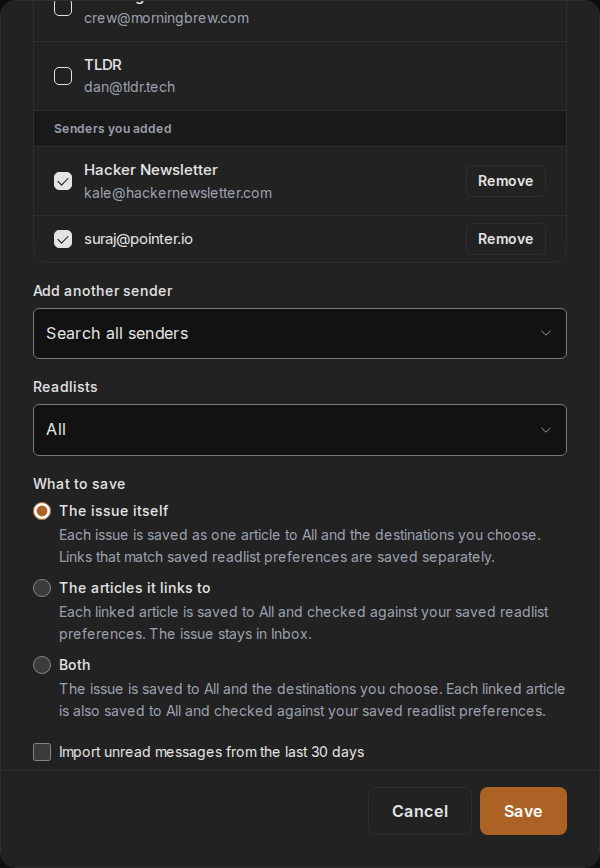 crew@morningbrew.com
TLDR
dan@tldr.tech
Senders you added
Hacker Newsletter
kale@hackernewsletter.com
Remove
suraj@pointer.io
Remove
Add another sender
Search all senders
Readlists
All
What to save
The issue itself
Each issue is saved as one article to All and the destinations you choose.
Links that match saved readlist preferences are saved separately.
The articles it links to
Each linked article is saved to All and checked against your saved readlist
preferences. The issue stays in Inbox.
Both
The issue is saved to All and the destinations you choose. Each linked article
is also saved to All and checked against your saved readlist preferences.
Import unread messages from the last 30 days
Cancel
Save